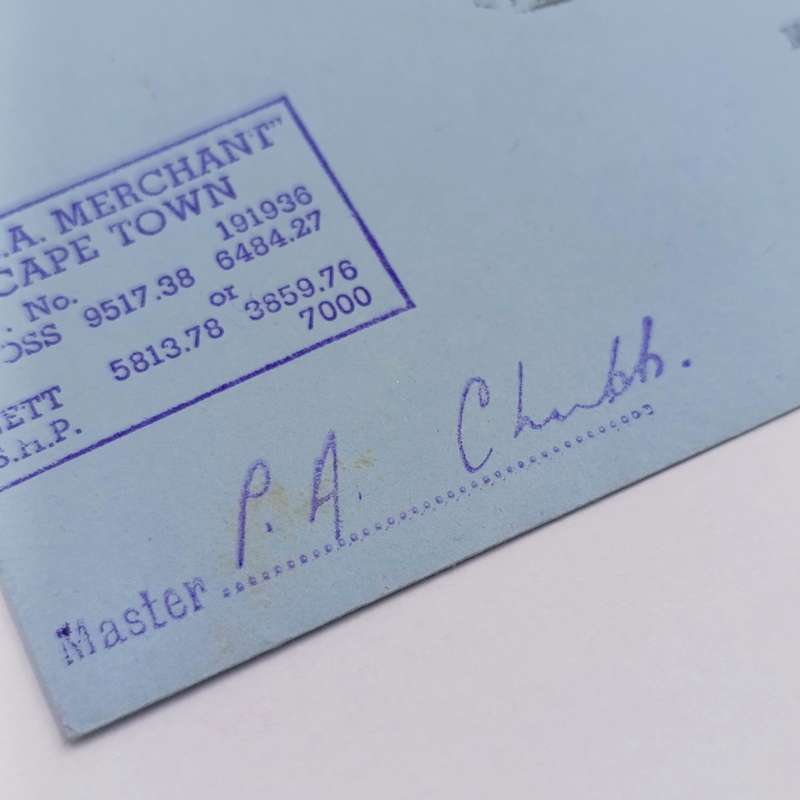 .A. MERCHANT"
CAPE TOWN
. No. 191936
OSS 9517.38 6484.27
or
ETT 5813.78 3859.76
S.H.P. 7000
P. A. Chubb.
Master